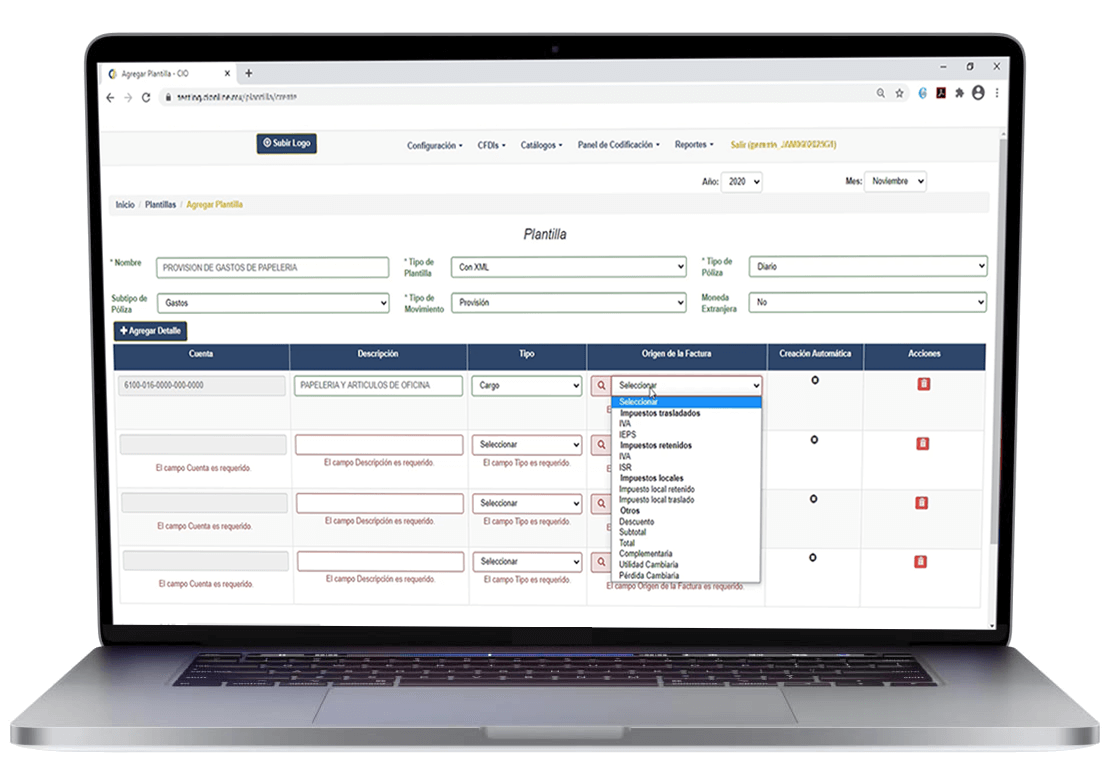 Agregar Plantilla - CIO
Subir Logo
Configuración
CFDIs
Catálogos
Panel de Codificación
Reportes
Salir
Año: 2020
Mes: Noviembre
Inicio / Plantillas / Agregar Plantilla
Plantilla
* Nombre
PROVISION DE GASTOS DE PAPELERIA
* Tipo de
Plantilla
Con XML
* Tipo de
Póliza
Diario
Subtipo de
Póliza
Gastos
* Tipo de
Movimiento
Provisión
Moneda
Extranjera
No
+ Agregar Detalle
Cuenta
Descripción
Tipo
Origen de la Factura
Creación Automática
Acciones
6100-016-0000-000-0000
PAPELERIA Y ARTICULOS DE OFICINA
Cargo
Seleccionar
Seleccionar
Impuestos trasladados
IVA
IEPS
Impuestos retenidos
IVA
ISR
Impuestos locales
Impuesto local retenido
Impuesto local traslado
Otros
Descuento
Subtotal
Total
Complementaria
Utilidad Cambiaria
Pérdida Cambiaria
Seleccionar
El campo Cuenta es requerido.
El campo Descripción es requerido.
El campo Tipo es requerido.
Seleccionar
El campo Cuenta es requerido.
El campo Descripción es requerido.
El campo Tipo es requerido.
Seleccionar
El campo Cuenta es requerido.
El campo Descripción es requerido.
El campo Tipo es requerido.
El campo Origen de la Factura es requerido.